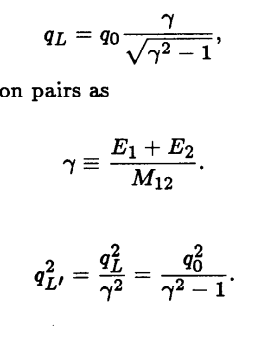 q_L = q_0 \frac{\gamma}{\sqrt{\gamma^2 - 1}},
on pairs as
\gamma \equiv \frac{E_1 + E_2}{M_{12}}.
q_{L'}^2 = \frac{q_L^2}{\gamma^2} = \frac{q_0^2}{\gamma^2 - 1}.